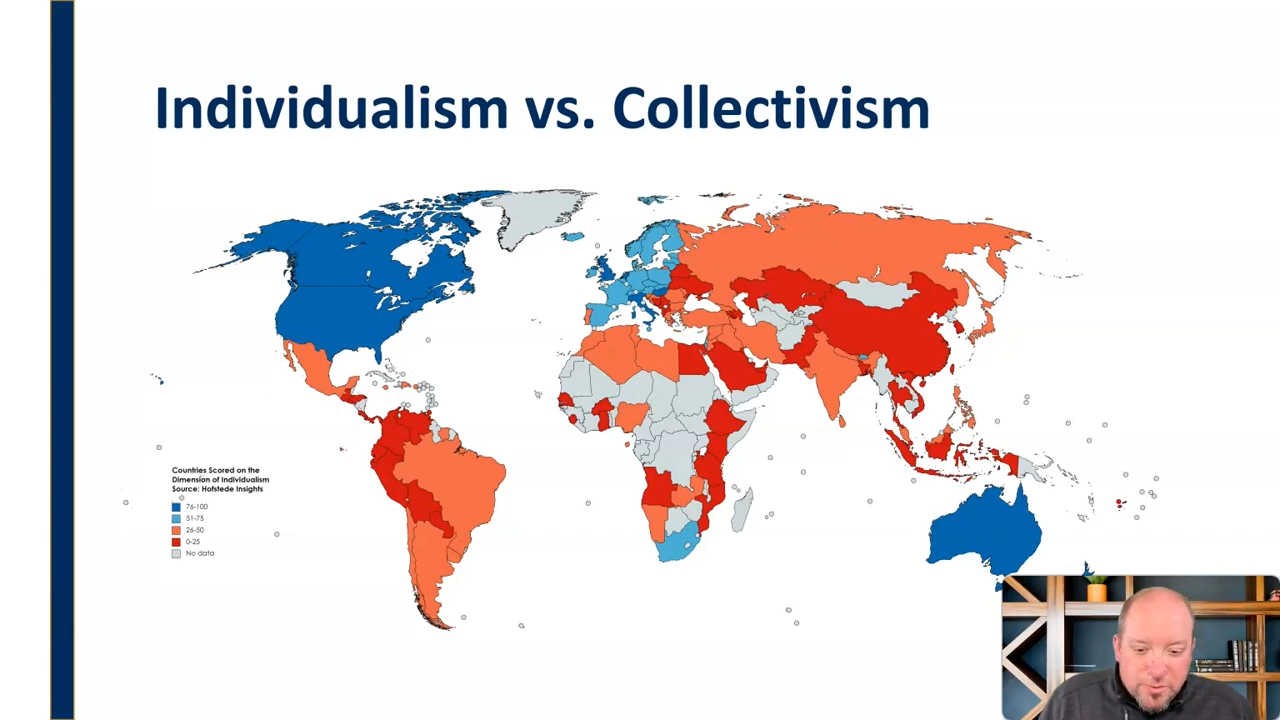 Individualism vs. Collectivism
Countries Scored on the
Dimension of Individualism
Source: Hofstede Insights
76-100
51-75
26-50
0-25
No data